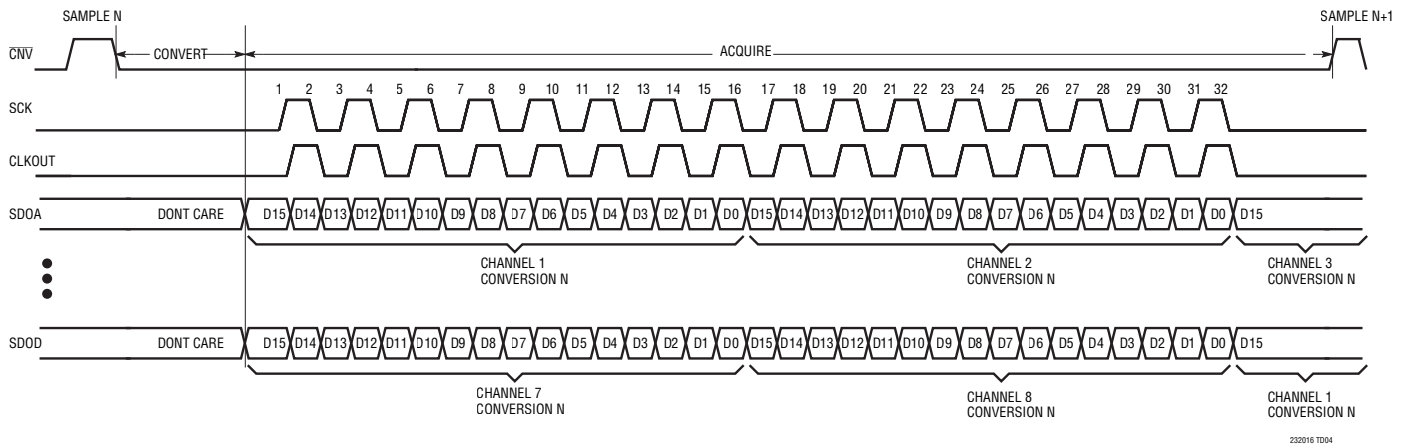 SAMPLE N
SAMPLE N+1
CNV
CONVERT
ACQUIRE
1 2 3 4 5 6 7 8 9 10 11 12 13 14 15 16 17 18 19 20 21 22 23 24 25 26 27 28 29 30 31 32
SCK
CLKOUT
SDOA DONT CARE D15 D14 D13 D12 D11 D10 D9 D8 D7 D6 D5 D4 D3 D2 D1 D0 D15 D14 D13 D12 D11 D10 D9 D8 D7 D6 D5 D4 D3 D2 D1 D0 D15
CHANNEL 1
CONVERSION N
CHANNEL 2
CONVERSION N
CHANNEL 3
CONVERSION N
SDOD DONT CARE D15 D14 D13 D12 D11 D10 D9 D8 D7 D6 D5 D4 D3 D2 D1 D0 D15 D14 D13 D12 D11 D10 D9 D8 D7 D6 D5 D4 D3 D2 D1 D0 D15
CHANNEL 7
CONVERSION N
CHANNEL 8
CONVERSION N
CHANNEL 1
CONVERSION N
232016 TD04